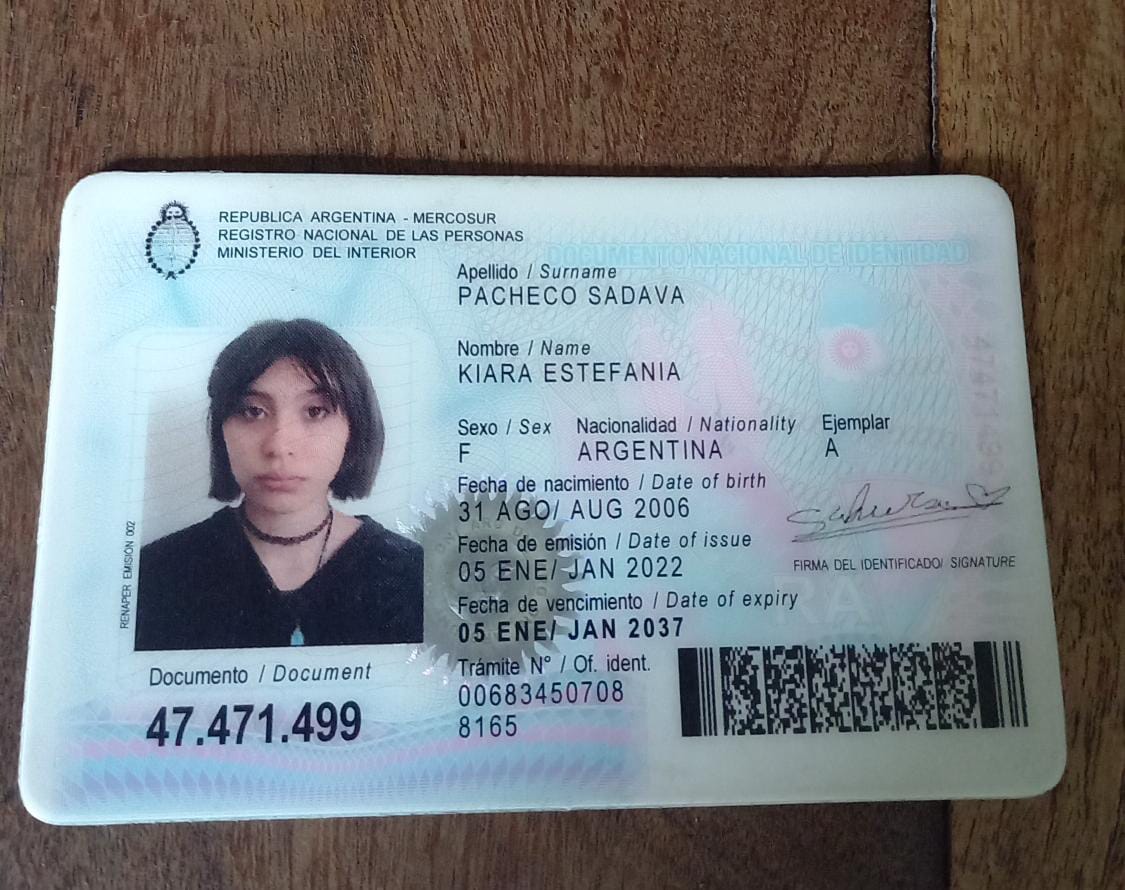 REPUBLICA ARGENTINA - MERCOSUR
REGISTRO NACIONAL DE LAS PERSONAS
MINISTERIO DEL INTERIOR
DOCUMENTO NACIONAL DE IDENTIDAD
Apellido / Surname
PACHECO SADAVA
Nombre / Name
KIARA ESTEFANIA
Sexo / Sex Nacionalidad / Nationality Ejemplar
F ARGENTINA A
Fecha de nacimiento / Date of birth
31 AGO/ AUG 2006
Fecha de emisión / Date of issue
05 ENE/ JAN 2022
FIRMA DEL IDENTIFICADO/ SIGNATURE
Fecha de vencimiento / Date of expiry
05 ENE/ JAN 2037
RENAPER EMISIÓN 002
Trámite N° / Of. ident.
00683450708
8165
Documento / Document
47.471.499